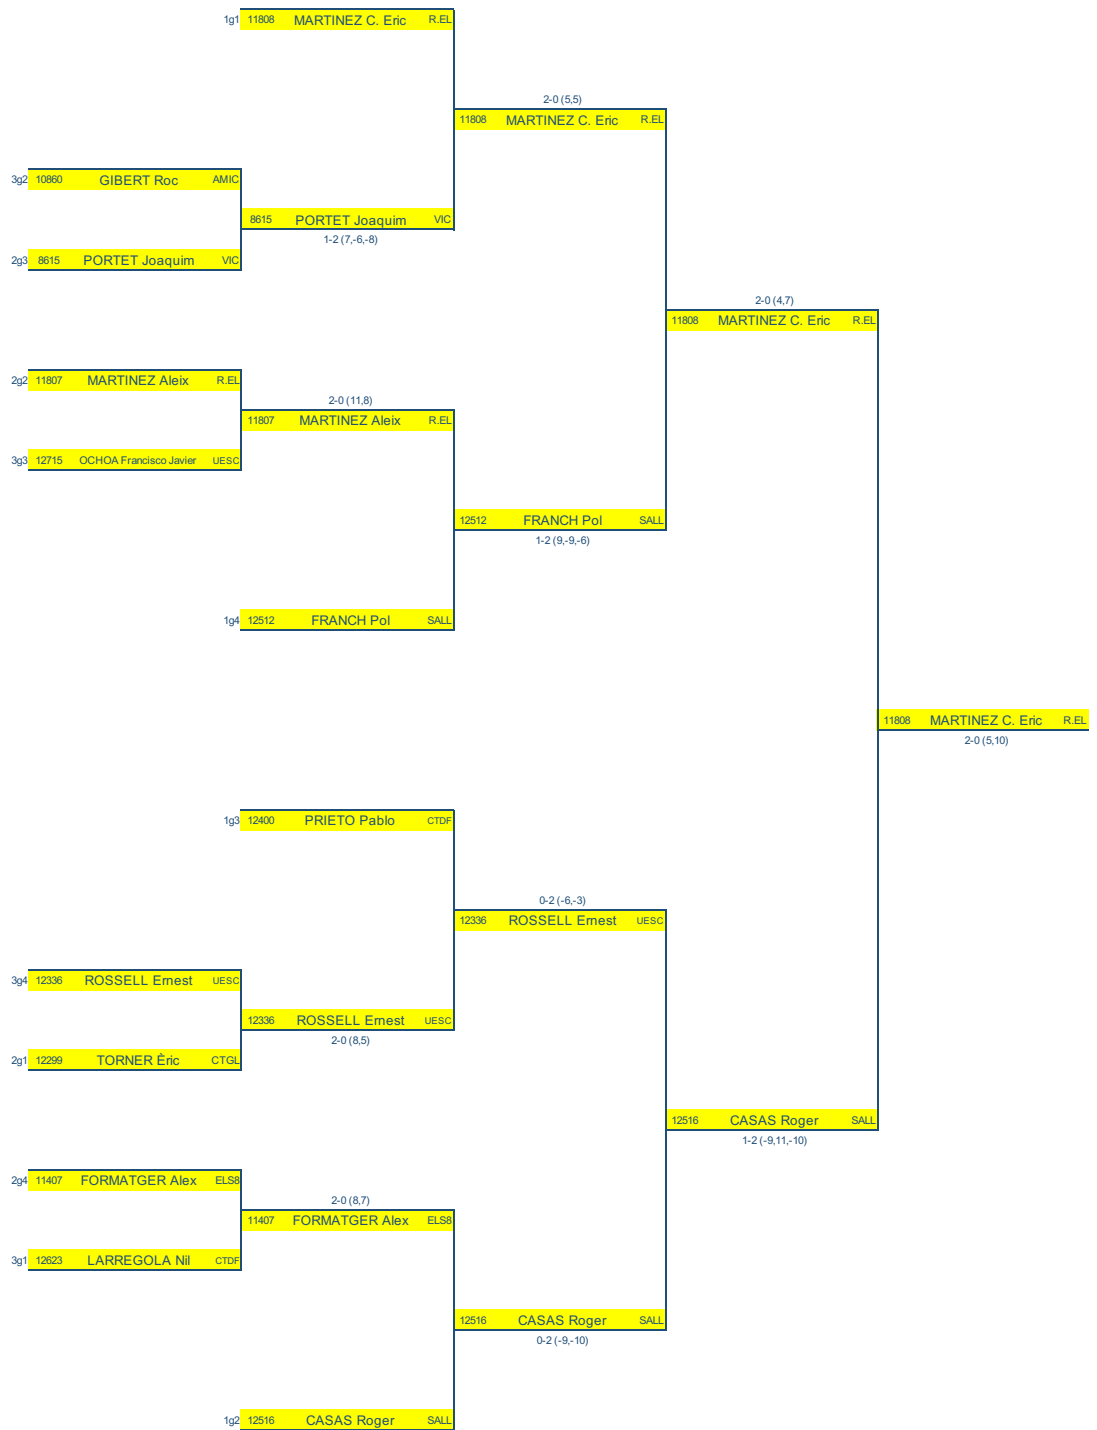 1g1 11808 MARTINEZ C. Eric R.EL
2-0 (5,5)
11808 MARTINEZ C. Eric R.EL
3g2 10860 GIBERT Roc AMIC
8615 PORTET Joaquim VIC
1-2 (7,-6,-8)
2g3 8615 PORTET Joaquim VIC
2-0 (4,7)
11808 MARTINEZ C. Eric R.EL
2g2 11807 MARTINEZ Aleix R.EL
2-0 (11,8)
11807 MARTINEZ Aleix R.EL
3g3 12715 OCHOA Francisco Javier UESC
12512 FRANCH Pol SALL
1-2 (9,-9,-6)
1g4 12512 FRANCH Pol SALL
11808 MARTINEZ C. Eric R.EL
2-0 (5,10)
1g3 12400 PRIETO Pablo CTDF
0-2 (-6,-3)
12336 ROSSELL Ernest UESC
3g4 12336 ROSSELL Ernest UESC
12336 ROSSELL Ernest UESC
2-0 (8,5)
2g1 12299 TORNER Èric CTGL
12516 CASAS Roger SALL
1-2 (-9,11,-10)
2g4 11407 FORMATGER Alex ELS8
2-0 (8,7)
11407 FORMATGER Alex ELS8
3g1 12623 LARREGOLA Nil CTDF
12516 CASAS Roger SALL
0-2 (-9,-10)
1g2 12516 CASAS Roger SALL